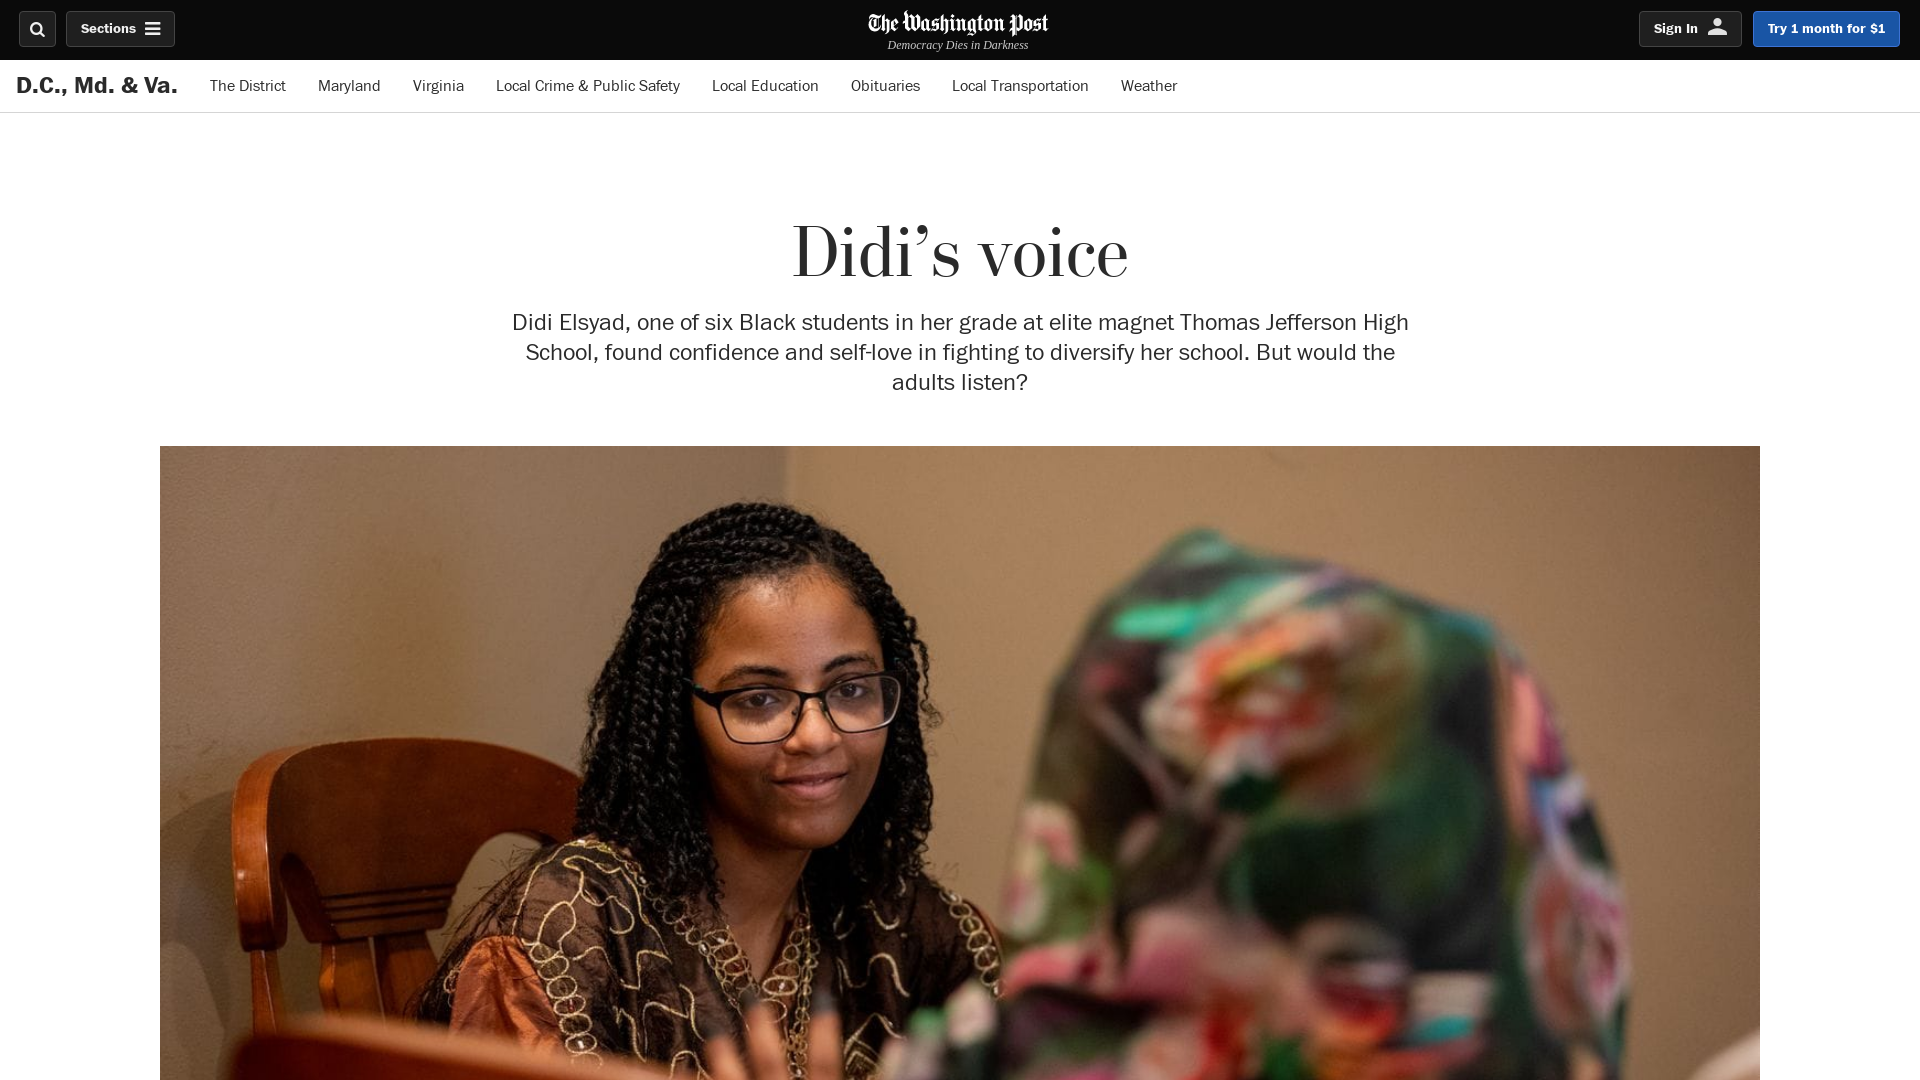 Sections
The Washington Post
Democracy Dies in Darkness
Sign In
Try 1 month for $1
D.C., Md. & Va.
The District
Maryland
Virginia
Local Crime & Public Safety
Local Education
Obituaries
Local Transportation
Weather
Didi’s voice
Didi Elsyad, one of six Black students in her grade at elite magnet Thomas Jefferson High
School, found confidence and self-love in fighting to diversify her school. But would the
adults listen?